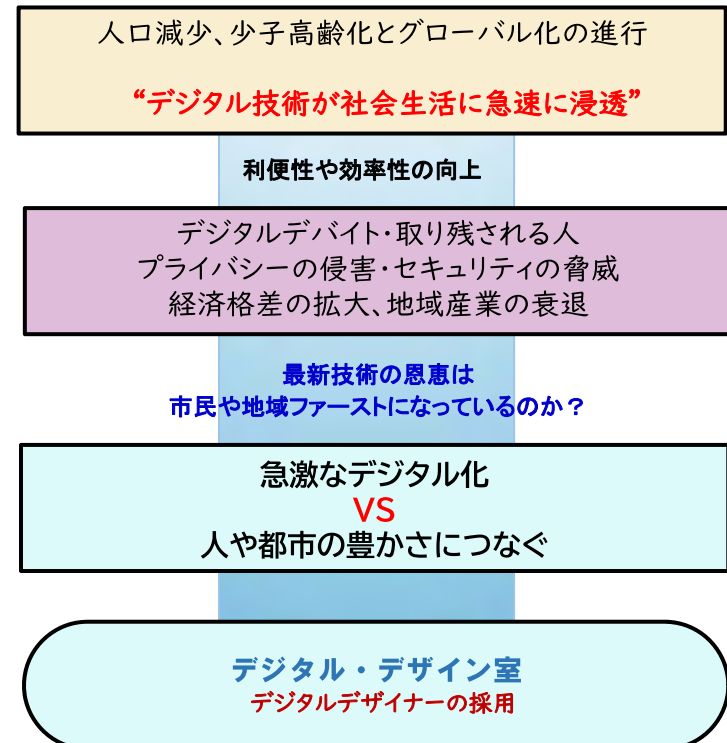 人口減少、少子高齢化とグローバル化の進行
“デジタル技術が社会生活に急速に浸透”
利便性や効率性の向上
デジタルデバイト・取り残される人
プライバシーの侵害・セキュリティの脅威
経済格差の拡大、地域産業の衰退
最新技術の恩恵は
市民や地域ファーストになっているのか？
急激なデジタル化
VS
人や都市の豊かさにつなぐ
デジタル・デザイン室
デジタルデザイナーの採用